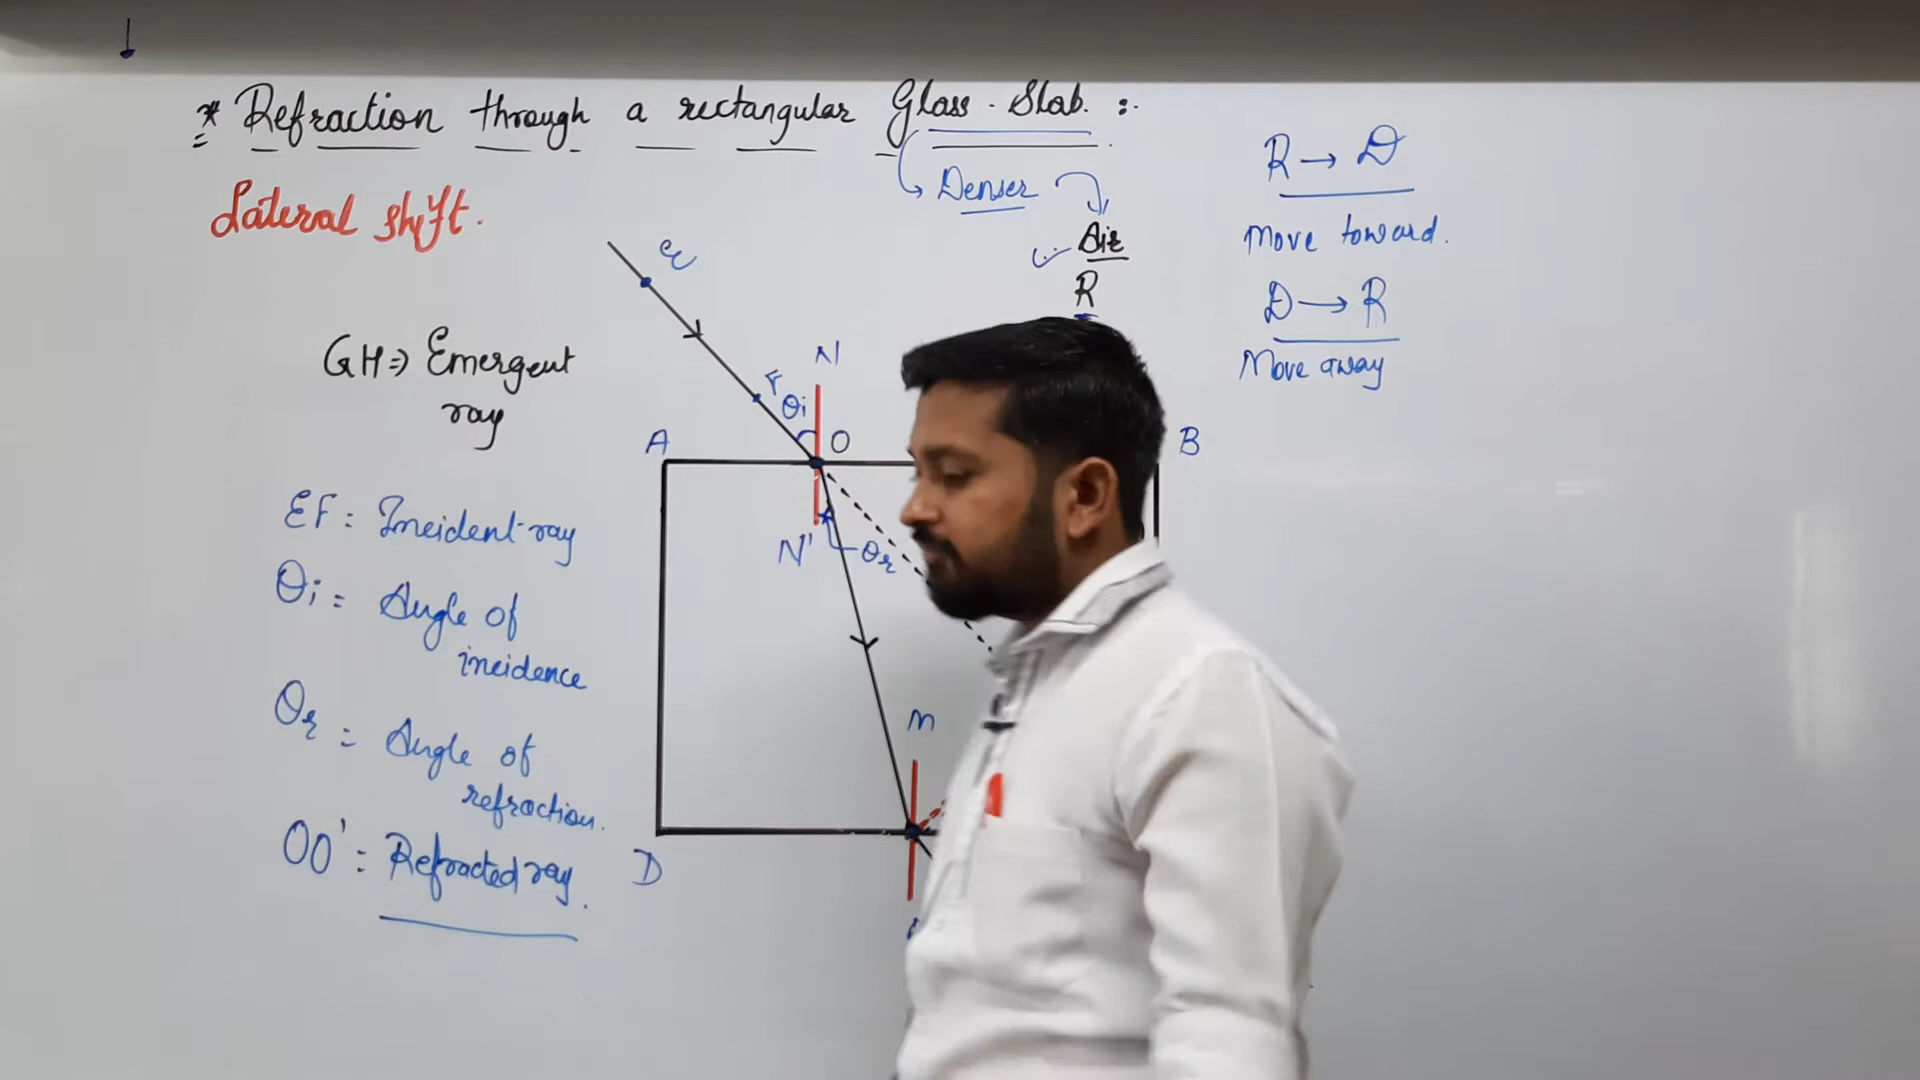 * Refraction through a rectangular Glass-Slab :-
Lateral shift.
Denser
Air
R
R → D
Move toward.
D → R
Move away
E
GH => Emergent
ray
N
F
θi
A
O
B
EF = Incident ray
N'
θr
θi = Angle of
incidence
θr = Angle of
refraction.
M
OO' = Refracted ray.
D